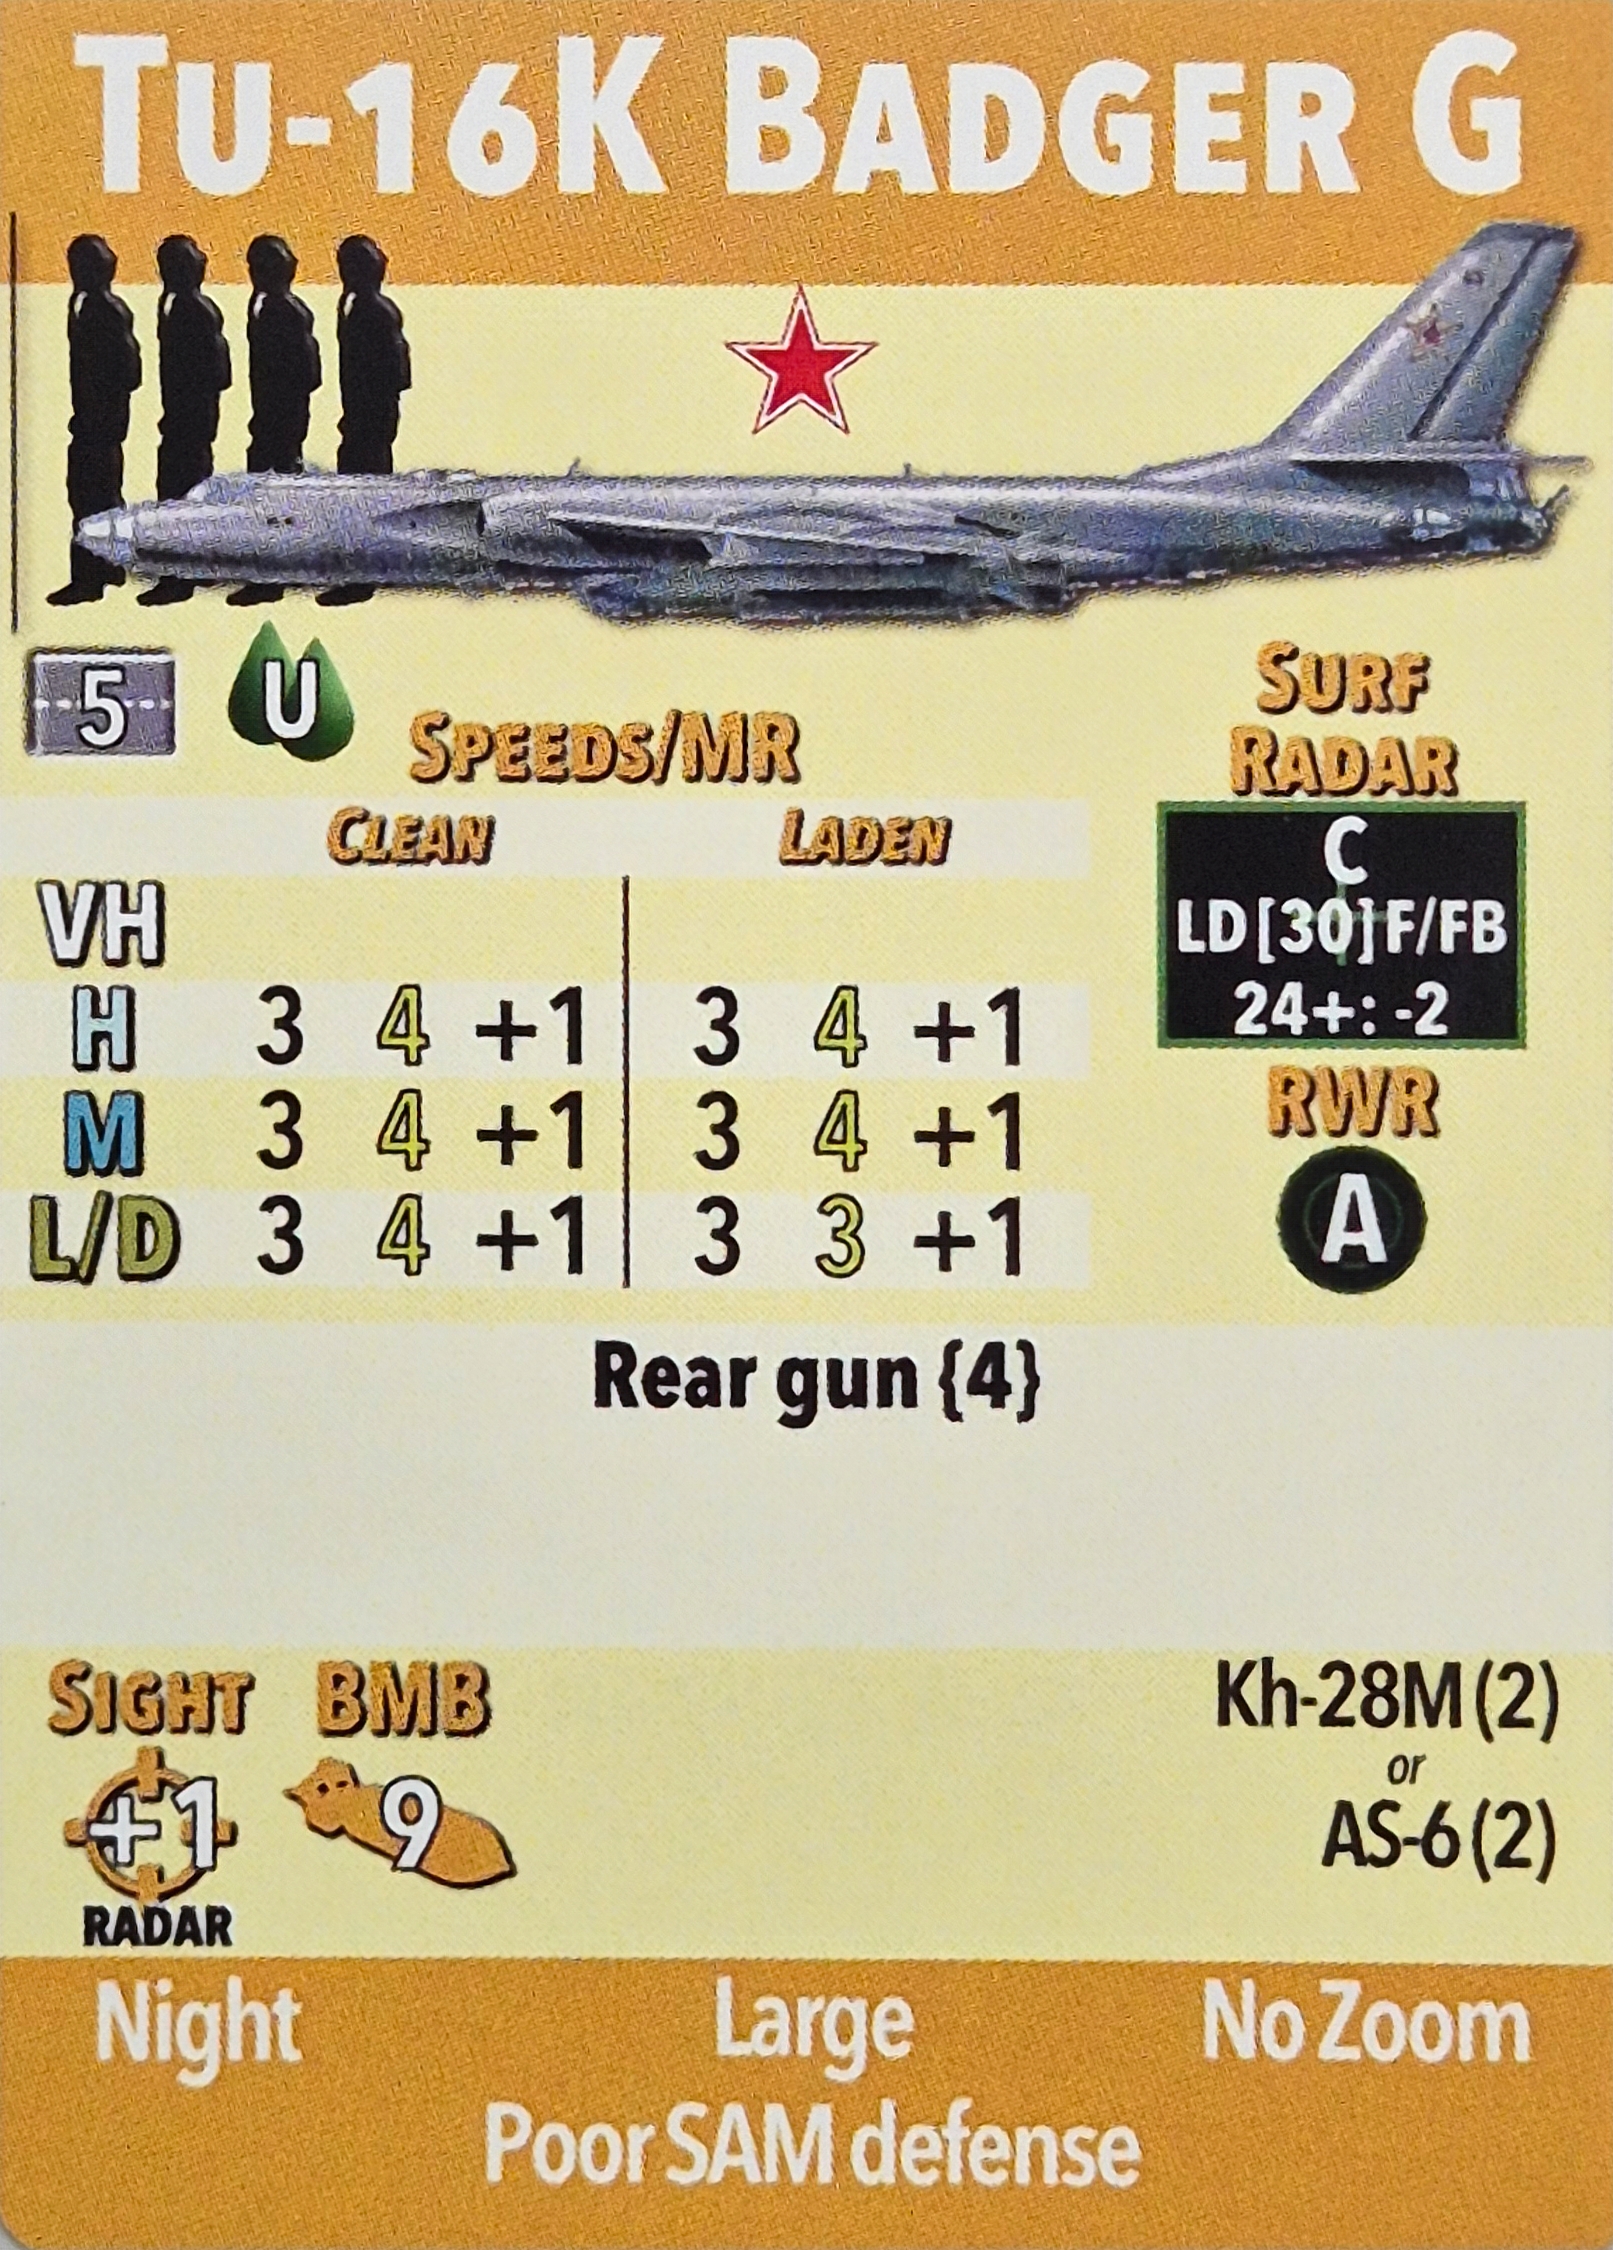 TU-16K BADGER G
5 U
SURF
RADAR
SPEEDS/MR
CLEAN LADEN
C
LD[30]F/FB
24+: -2
VH
H 3 4 +1 3 4 +1
M 3 4 +1 3 4 +1
L/D 3 4 +1 3 3 +1
RWR
A
Rear gun {4}
SIGHT BMB
+1 9
RADAR
Kh-28M (2)
or
AS-6 (2)
Night Large No Zoom
Poor SAM defense